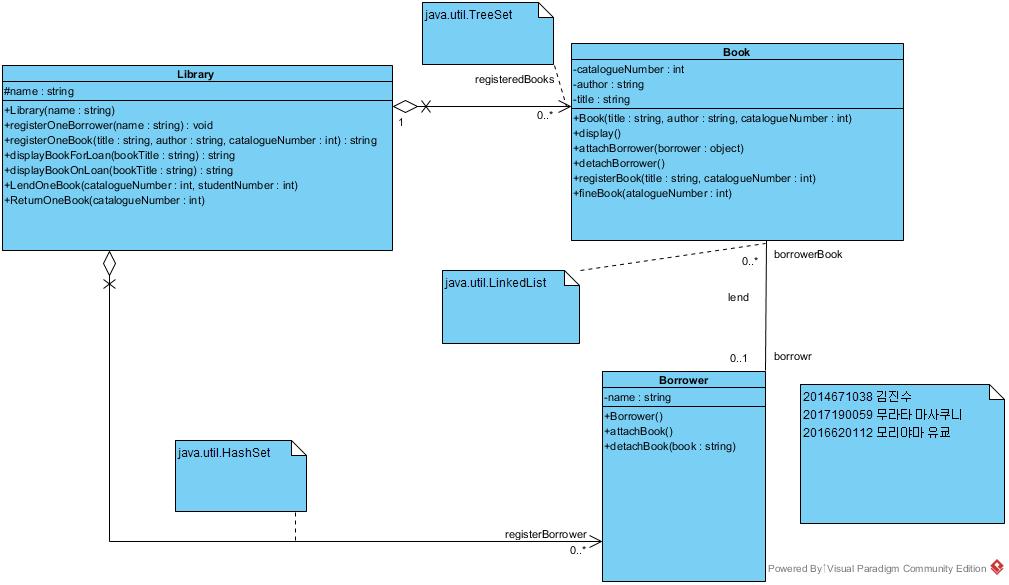 java.util.TreeSet
Library
#name : string
+Library(name : string)
+registerOneBorrower(name : string) : void
+registerOneBook(title : string, author : string, catalogueNumber : int) : string
+displayBookForLoan(bookTitle : string) : string
+displayBookOnLoan(bookTitle : string) : string
+LendOneBook(catalogueNumber : int, studentNumber : int)
+ReturnOneBook(catalogueNumber : int)
registeredBooks
1
0..*
Book
-catalogueNumber : int
-author : string
-title : string
+Book(title : string, author : string, catalogueNumber : int)
+display()
+attachBorrower(borrower : object)
+detachBorrower()
+registerBook(title : string, catalogueNumber : int)
+fineBook(atalogueNumber : int)
0..*
borrowerBook
java.util.LinkedList
lend
0..1
borrowr
Borrower
-name : string
+Borrower()
+attachBook()
+detachBook(book : string)
2014671038 김진수
2017190059 무라타 마사쿠니
2016620112 모리야마 유쿄
java.util.HashSet
registerBorrower
0..*
Powered By Visual Paradigm Community Edition